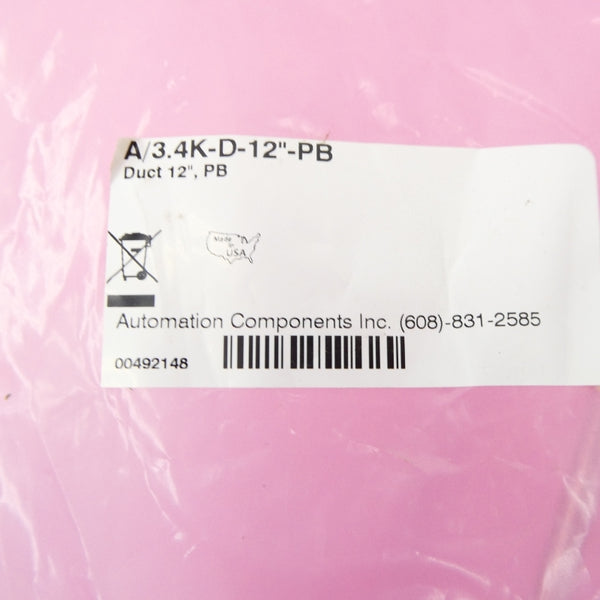 A/3.4K-D-12"-PB
Duct 12", PB
Made
in
USA
Automation Components Inc. (608)-831-2585
00492148